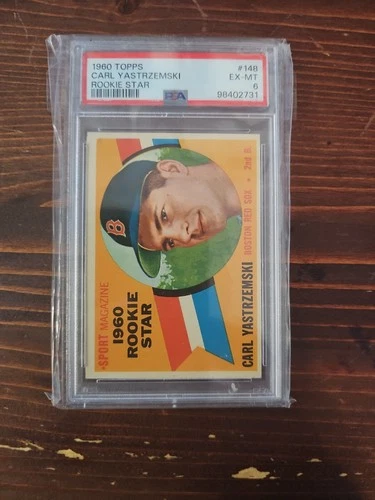 1960 TOPPS #148
CARL YASTRZEMSKI EX-MT
ROOKIE STAR 6
PSA 98402731
B
SPORT MAGAZINE
1960
ROOKIE
STAR
CARL YASTRZEMSKI
BOSTON RED SOX • 2nd B.